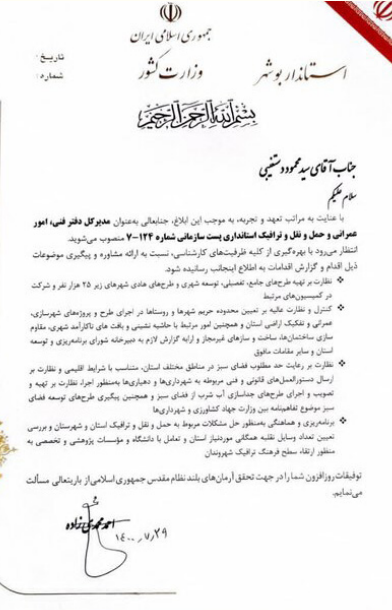 جمهوری اسلامی ایران
وزارت کشور
استاندار بوشهر
تاریخ :
شماره :
بسم الله الرحمن الرحیم
جناب آقای سیدمحمود دستغیبی
سلام علیکم
با عنایت به مراتب تعهد و تجربه، به موجب این ابلاغ، جنابعالی به‌عنوان مدیرکل دفتر فنی، امور
عمرانی و حمل و نقل و ترافیک استانداری پست سازمانی شماره ۱۲۴-۷ منصوب می‌شوید.
انتظار می‌رود با بهره‌گیری از کلیه ظرفیت‌های کارشناسی، نسبت به ارائه مشاوره و پیگیری موضوعات
ذیل اقدام و گزارش اقدامات به اطلاع اینجانب رسانیده شود.
نظارت بر تهیه طرح‌های جامع، تفصیلی، توسعه شهری و طرح‌های هادی شهرهای زیر ۲۵ هزار نفر و شرکت
در کمیسیون‌های مرتبط
کنترل و نظارت عالیه بر تعیین محدوده حریم شهرها و روستاها در اجرای طرح و پروژه‌های شهرسازی،
عمرانی و تفکیک اراضی استان و همچنین امور مرتبط با حاشیه نشینی و بافت های ناکارآمد شهری، مقاوم
سازی ساختمان‌ها، ساخت و سازهای غیرمجاز و ارایه گزارش لازم به دبیرخانه شورای برنامه‌ریزی و توسعه
استان و سایر مقامات مافوق
نظارت بر رعایت حد مطلوب فضای سبز در مناطق مختلف استان، متناسب با شرایط اقلیمی و نظارت بر
ارسال دستورالعمل‌های قانونی و فنی مربوطه به شهرداری‌ها و دهیاری‌ها به‌منظور اجرا، نظارت بر تهیه و
تصویب و اجرای طرح‌های جداسازی آب شرب از فضای سبز و همچنین پیگیری طرح‌های توسعه فضای
سبز موضوع تفاهم‌نامه بین وزارت جهاد کشاورزی و شهرداری‌ها
برنامه‌ریزی و هماهنگی به‌منظور حل مشکلات مربوط به حمل و نقل و ترافیک استان و شهرستان و بررسی
تعیین تعداد وسایل نقلیه همگانی موردنیاز استان و تعامل با دانشگاه و مؤسسات پژوهشی و تخصصی به
منظور ارتقاء سطح فرهنگ ترافیک شهروندان
توفیقات روزافزون شما را در جهت تحقق آرمان‌های بلند نظام مقدس جمهوری اسلامی از باریتعالی مسألت
می‌نمایم.
احمد محمدی زاده
۱۴۰۰,۷,۲۹